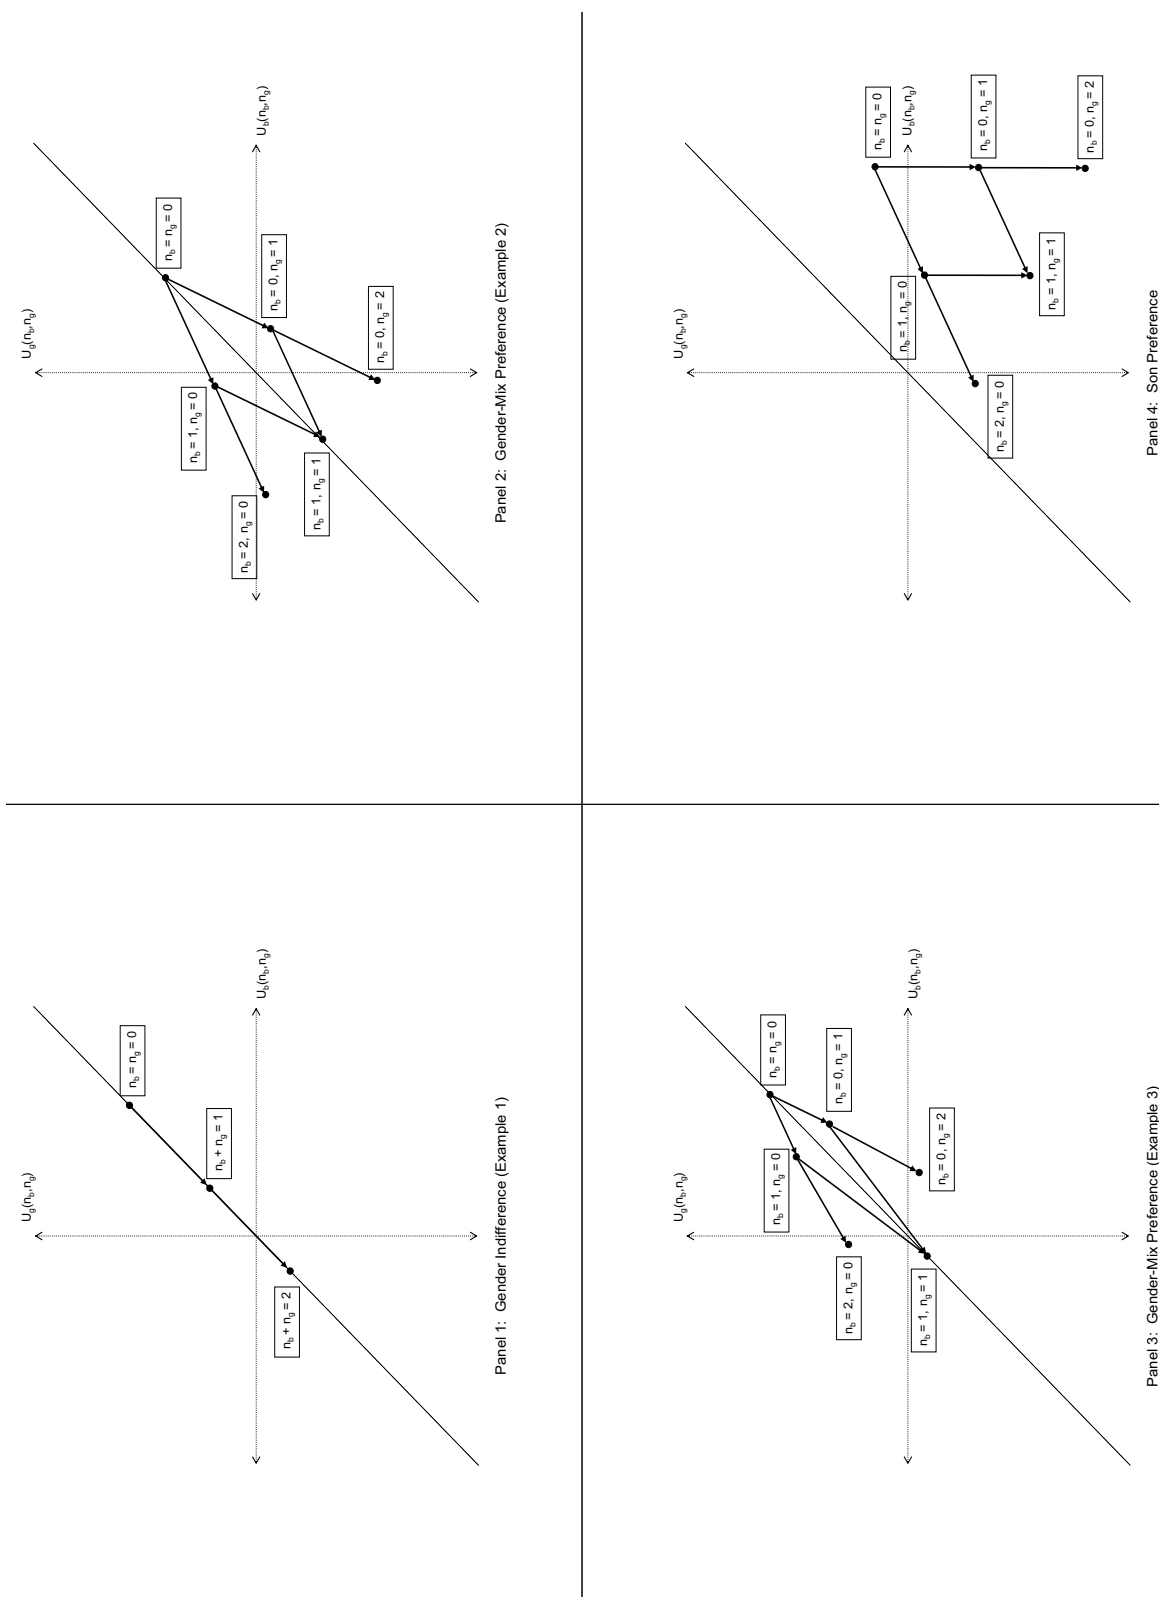 U_g(n_b,n_g)
n_b = n_g = 0
n_b + n_g = 1
U_b(n_b,n_g)
n_b + n_g = 2
Panel 1: Gender Indifference (Example 1)
U_g(n_b,n_g)
n_b = n_g = 0
n_b = 1, n_g = 0
U_b(n_b,n_g)
n_b = 0, n_g = 1
n_b = 2, n_g = 0
n_b = 1, n_g = 1
n_b = 0, n_g = 2
Panel 2: Gender-Mix Preference (Example 2)
U_g(n_b,n_g)
n_b = n_g = 0
n_b = 1, n_g = 0
n_b = 0, n_g = 1
U_b(n_b,n_g)
n_b = 2, n_g = 0
n_b = 1, n_g = 1
n_b = 0, n_g = 2
Panel 3: Gender-Mix Preference (Example 3)
U_g(n_b,n_g)
n_b = n_g = 0
U_b(n_b,n_g)
n_b = 1, n_g = 0
n_b = 0, n_g = 1
n_b = 2, n_g = 0
n_b = 1, n_g = 1
n_b = 0, n_g = 2
Panel 4: Son Preference